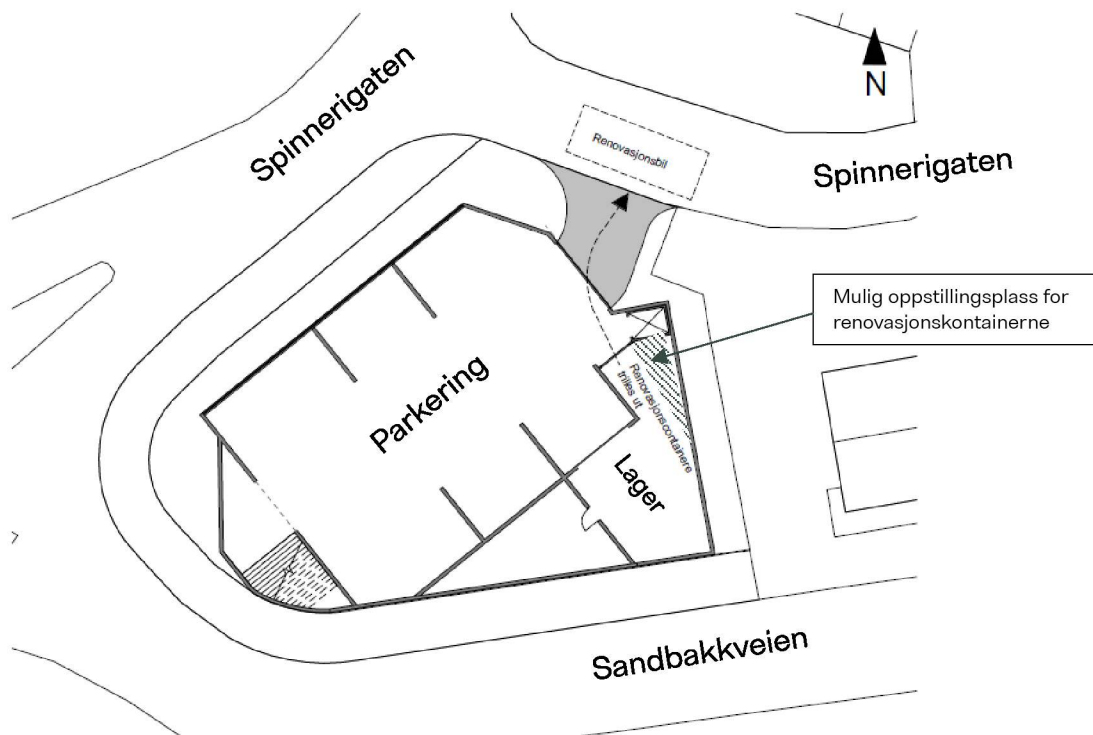 Spinnerigaten
N
Renovasjonsbil
Spinnerigaten
Mulig oppstillingsplass for
renovasjonskontainerne
Parkering
Renovasjonscontainere
trilles ut
Lager
Sandbakkveien